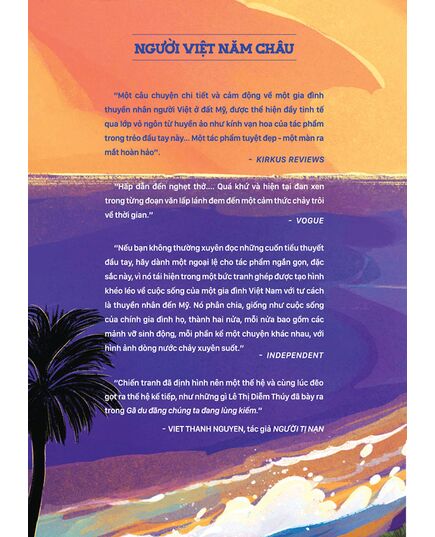 NGƯỜI VIỆT NĂM CHÂU
“Một câu chuyện chi tiết và cảm động về một gia đình
thuyền nhân người Việt ở đất Mỹ, được thể hiện đầy tinh tế
qua lớp vỏ ngôn từ huyền ảo như kính vạn hoa của tác phẩm
trong trẻo đầu tay này... Một tác phẩm tuyệt đẹp - một màn ra
mắt hoàn hảo”.
- KIRKUS REVIEWS
“Hấp dẫn đến nghẹt thở.... Quá khứ và hiện tại đan xen
trong từng đoạn văn lấp lánh đem đến một cảm thức chảy trôi
về thời gian.”
- VOGUE
“Nếu bạn không thường xuyên đọc những cuốn tiểu thuyết
đầu tay, hãy dành một ngoại lệ cho tác phẩm ngắn gọn, đặc
sắc này, vì nó tái hiện trong một bức tranh ghép được tạo hình
khéo léo về cuộc sống của một gia đình Việt Nam với tư cách
là thuyền nhân đến Mỹ. Nó phân chia, giống như cuộc sống
của chính gia đình họ, thành hai nửa, mỗi nửa bao gồm các
mảnh vỡ sinh động, mỗi phần kể một chuyện khác nhau, với
hình ảnh dòng nước chảy xuyên suốt.”
- INDEPENDENT
“Chiến tranh đã định hình nên một thế hệ và cùng lúc đẽo
gọt ra thế hệ kế tiếp, như những gì Lê Thị Diễm Thúy đã bày ra
trong Gã du đãng chúng ta đang lùng kiếm.”
- VIET THANH NGUYEN, tác giả NGƯỜI TỊ NẠN